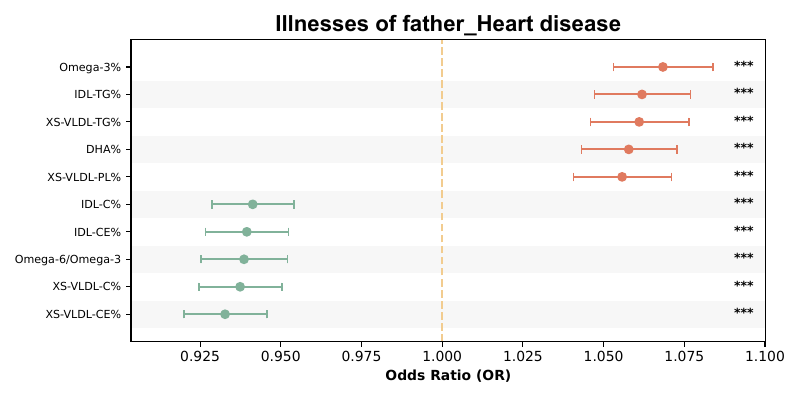 Illnesses of father_Heart disease
Omega-3% ***
IDL-TG% ***
XS-VLDL-TG% ***
DHA% ***
XS-VLDL-PL% ***
IDL-C% ***
IDL-CE% ***
Omega-6/Omega-3 ***
XS-VLDL-C% ***
XS-VLDL-CE% ***
0.925 0.950 0.975 1.000 1.025 1.050 1.075 1.100
Odds Ratio (OR)